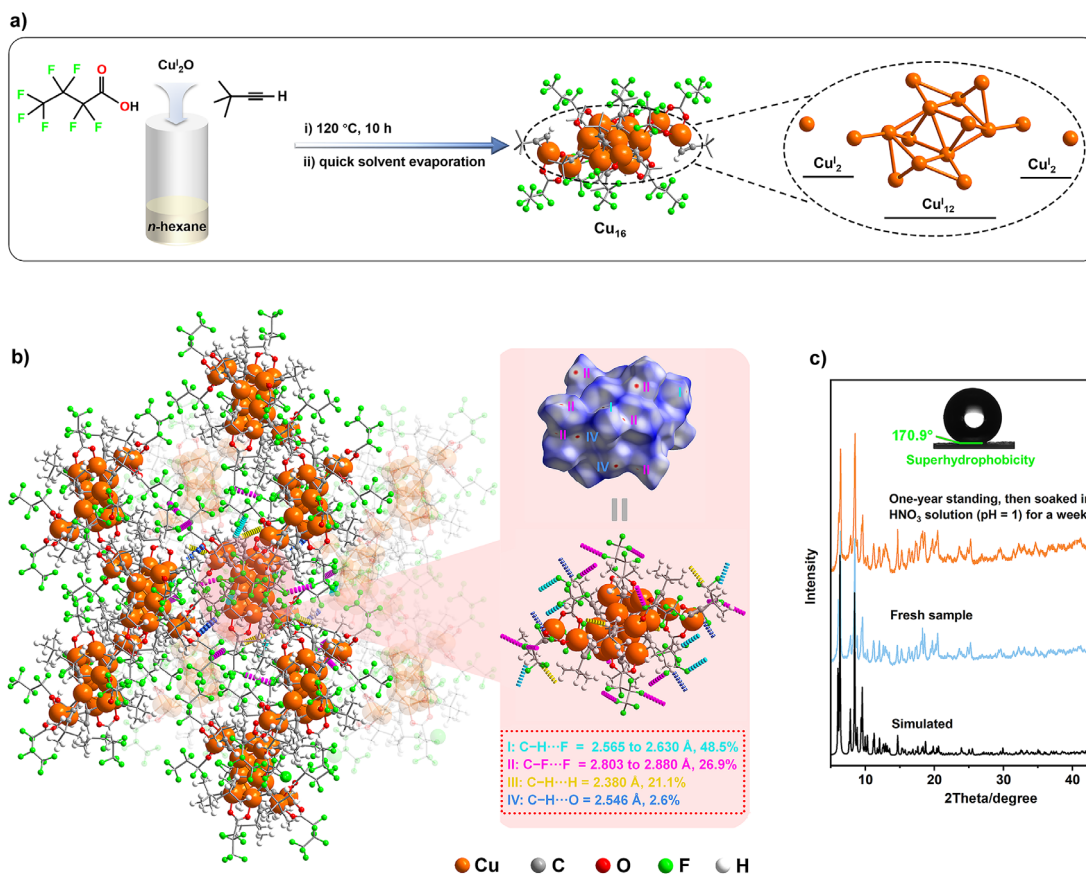 a)
F
F
F
F
F
F
F
O
OH
Cu^I_2O
H
n-hexane
i) 120 °C, 10 h
ii) quick solvent evaporation
Cu_16
Cu^I_2
Cu^I_12
Cu^I_2
b)
II
II
I
II
I
II
II
IV
IV
II
I: C−H···F = 2.565 to 2.630 Å, 48.5%
II: C−F···F = 2.803 to 2.880 Å, 26.9%
III: C−H···H = 2.380 Å, 21.1%
IV: C−H···O = 2.546 Å, 2.6%
Cu
C
O
F
H
c)
170.9°
Superhydrophobicity
One-year standing, then soaked in
HNO_3 solution (pH = 1) for a week
Fresh sample
Simulated
Intensity
10
20
30
40
2Theta/degree